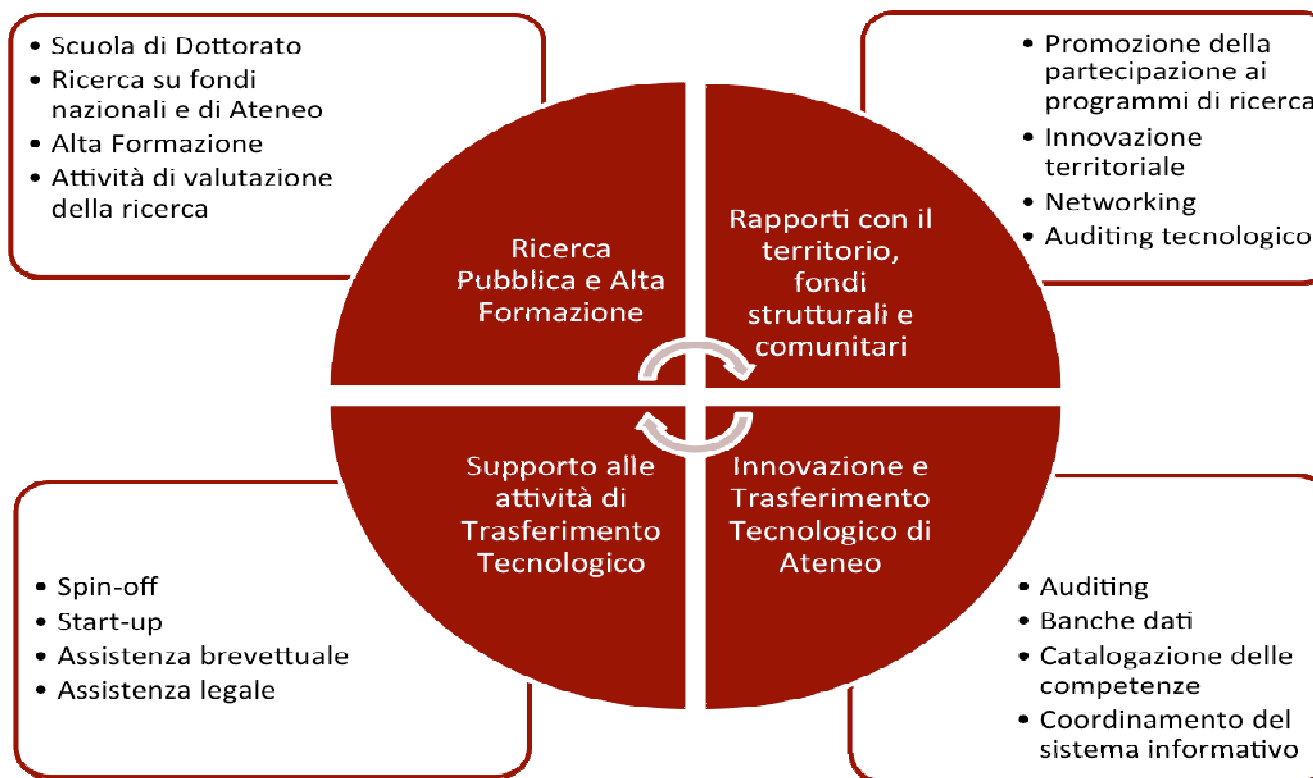 • Scuola di Dottorato
• Ricerca su fondi
nazionali e di Ateneo
• Alta Formazione
• Attività di valutazione
della ricerca
• Promozione della
partecipazione ai
programmi di ricerca
• Innovazione
territoriale
• Networking
• Auditing tecnologico
Ricerca
Pubblica e Alta
Formazione
Rapporti con il
territorio,
fondi
strutturali e
comunitari
Supporto alle
attività di
Trasferimento
Tecnologico
Innovazione e
Trasferimento
Tecnologico di
Ateneo
• Spin-off
• Start-up
• Assistenza brevettuale
• Assistenza legale
• Auditing
• Banche dati
• Catalogazione delle
competenze
• Coordinamento del
sistema informativo